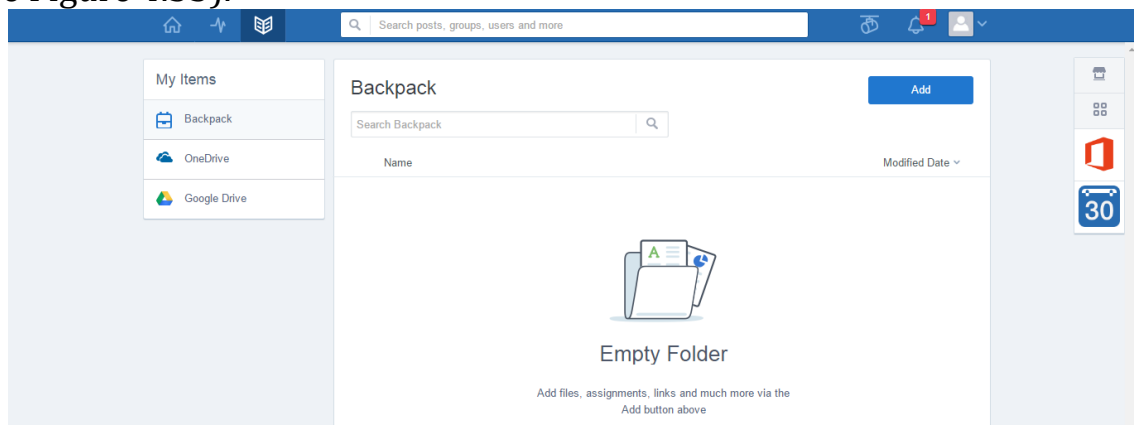 Search posts, groups, users and more
1
My Items
Backpack
OneDrive
Google Drive
Backpack
Add
Search Backpack
Name
Modified Date
A
Empty Folder
Add files, assignments, links and much more via the
Add button above
30